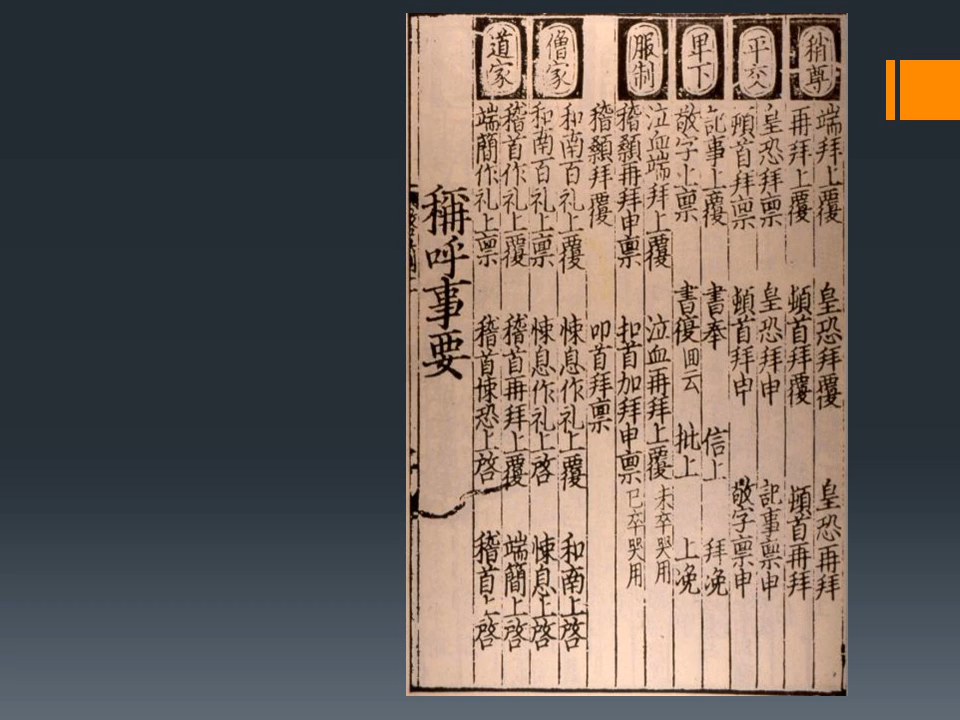 稍尊
端拜上覆 皇恐拜覆 皇恐再拜
再拜上覆 頓首拜覆 頓首再拜
平交
皇恐拜禀 皇恐拜申 記事禀申
頓首拜禀 頓首拜申 敬字禀申
卑下
記事上覆 書奉 信上 拜浼
敬字上禀 書復 囬云 批上 上浼
服制
泣血端拜上覆 泣血再拜上覆 未卒哭用
稽顙再拜申禀 扣首加拜申禀 已卒哭用
稽顙拜覆 叩首拜禀
僧家
和南百礼上覆 悚息作礼上覆 和南上啓
和南百礼上禀 悚息作礼上啓 悚息上啓
道家
稽首作礼上覆 稽首再拜上覆 端簡上啓
端簡作礼上禀 稽首悚恐上啓 稽首上啓
稱呼事要